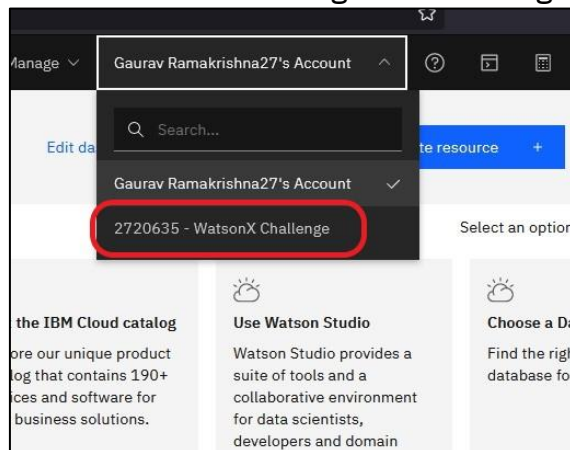 Manage
Gaurav Ramakrishna27's Account
Search...
Edit da
te resource +
Gaurav Ramakrishna27's Account
2720635 - WatsonX Challenge
Select an option
the IBM Cloud catalog
ore our unique product
log that contains 190+
ices and software for
business solutions.
Use Watson Studio
Watson Studio provides a
suite of tools and a
collaborative environment
for data scientists,
developers and domain
Choose a Da
Find the righ
database fo